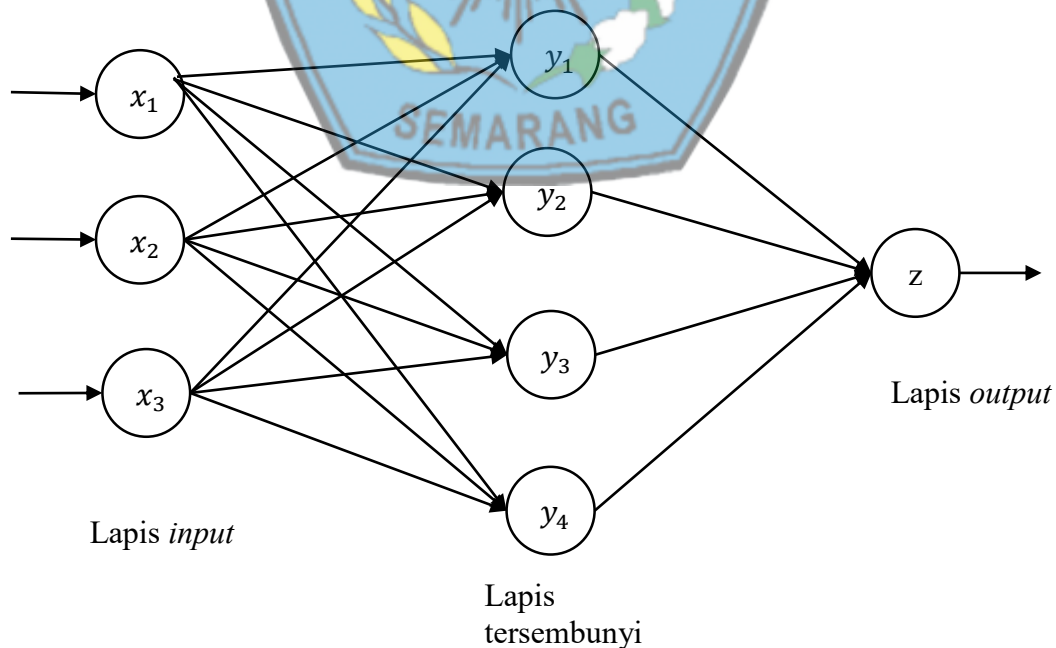 x₁
x₂
x₃
y₁
y₂
y₃
y₄
z
SEMARANG
Lapis input
Lapis
tersembunyi
Lapis output